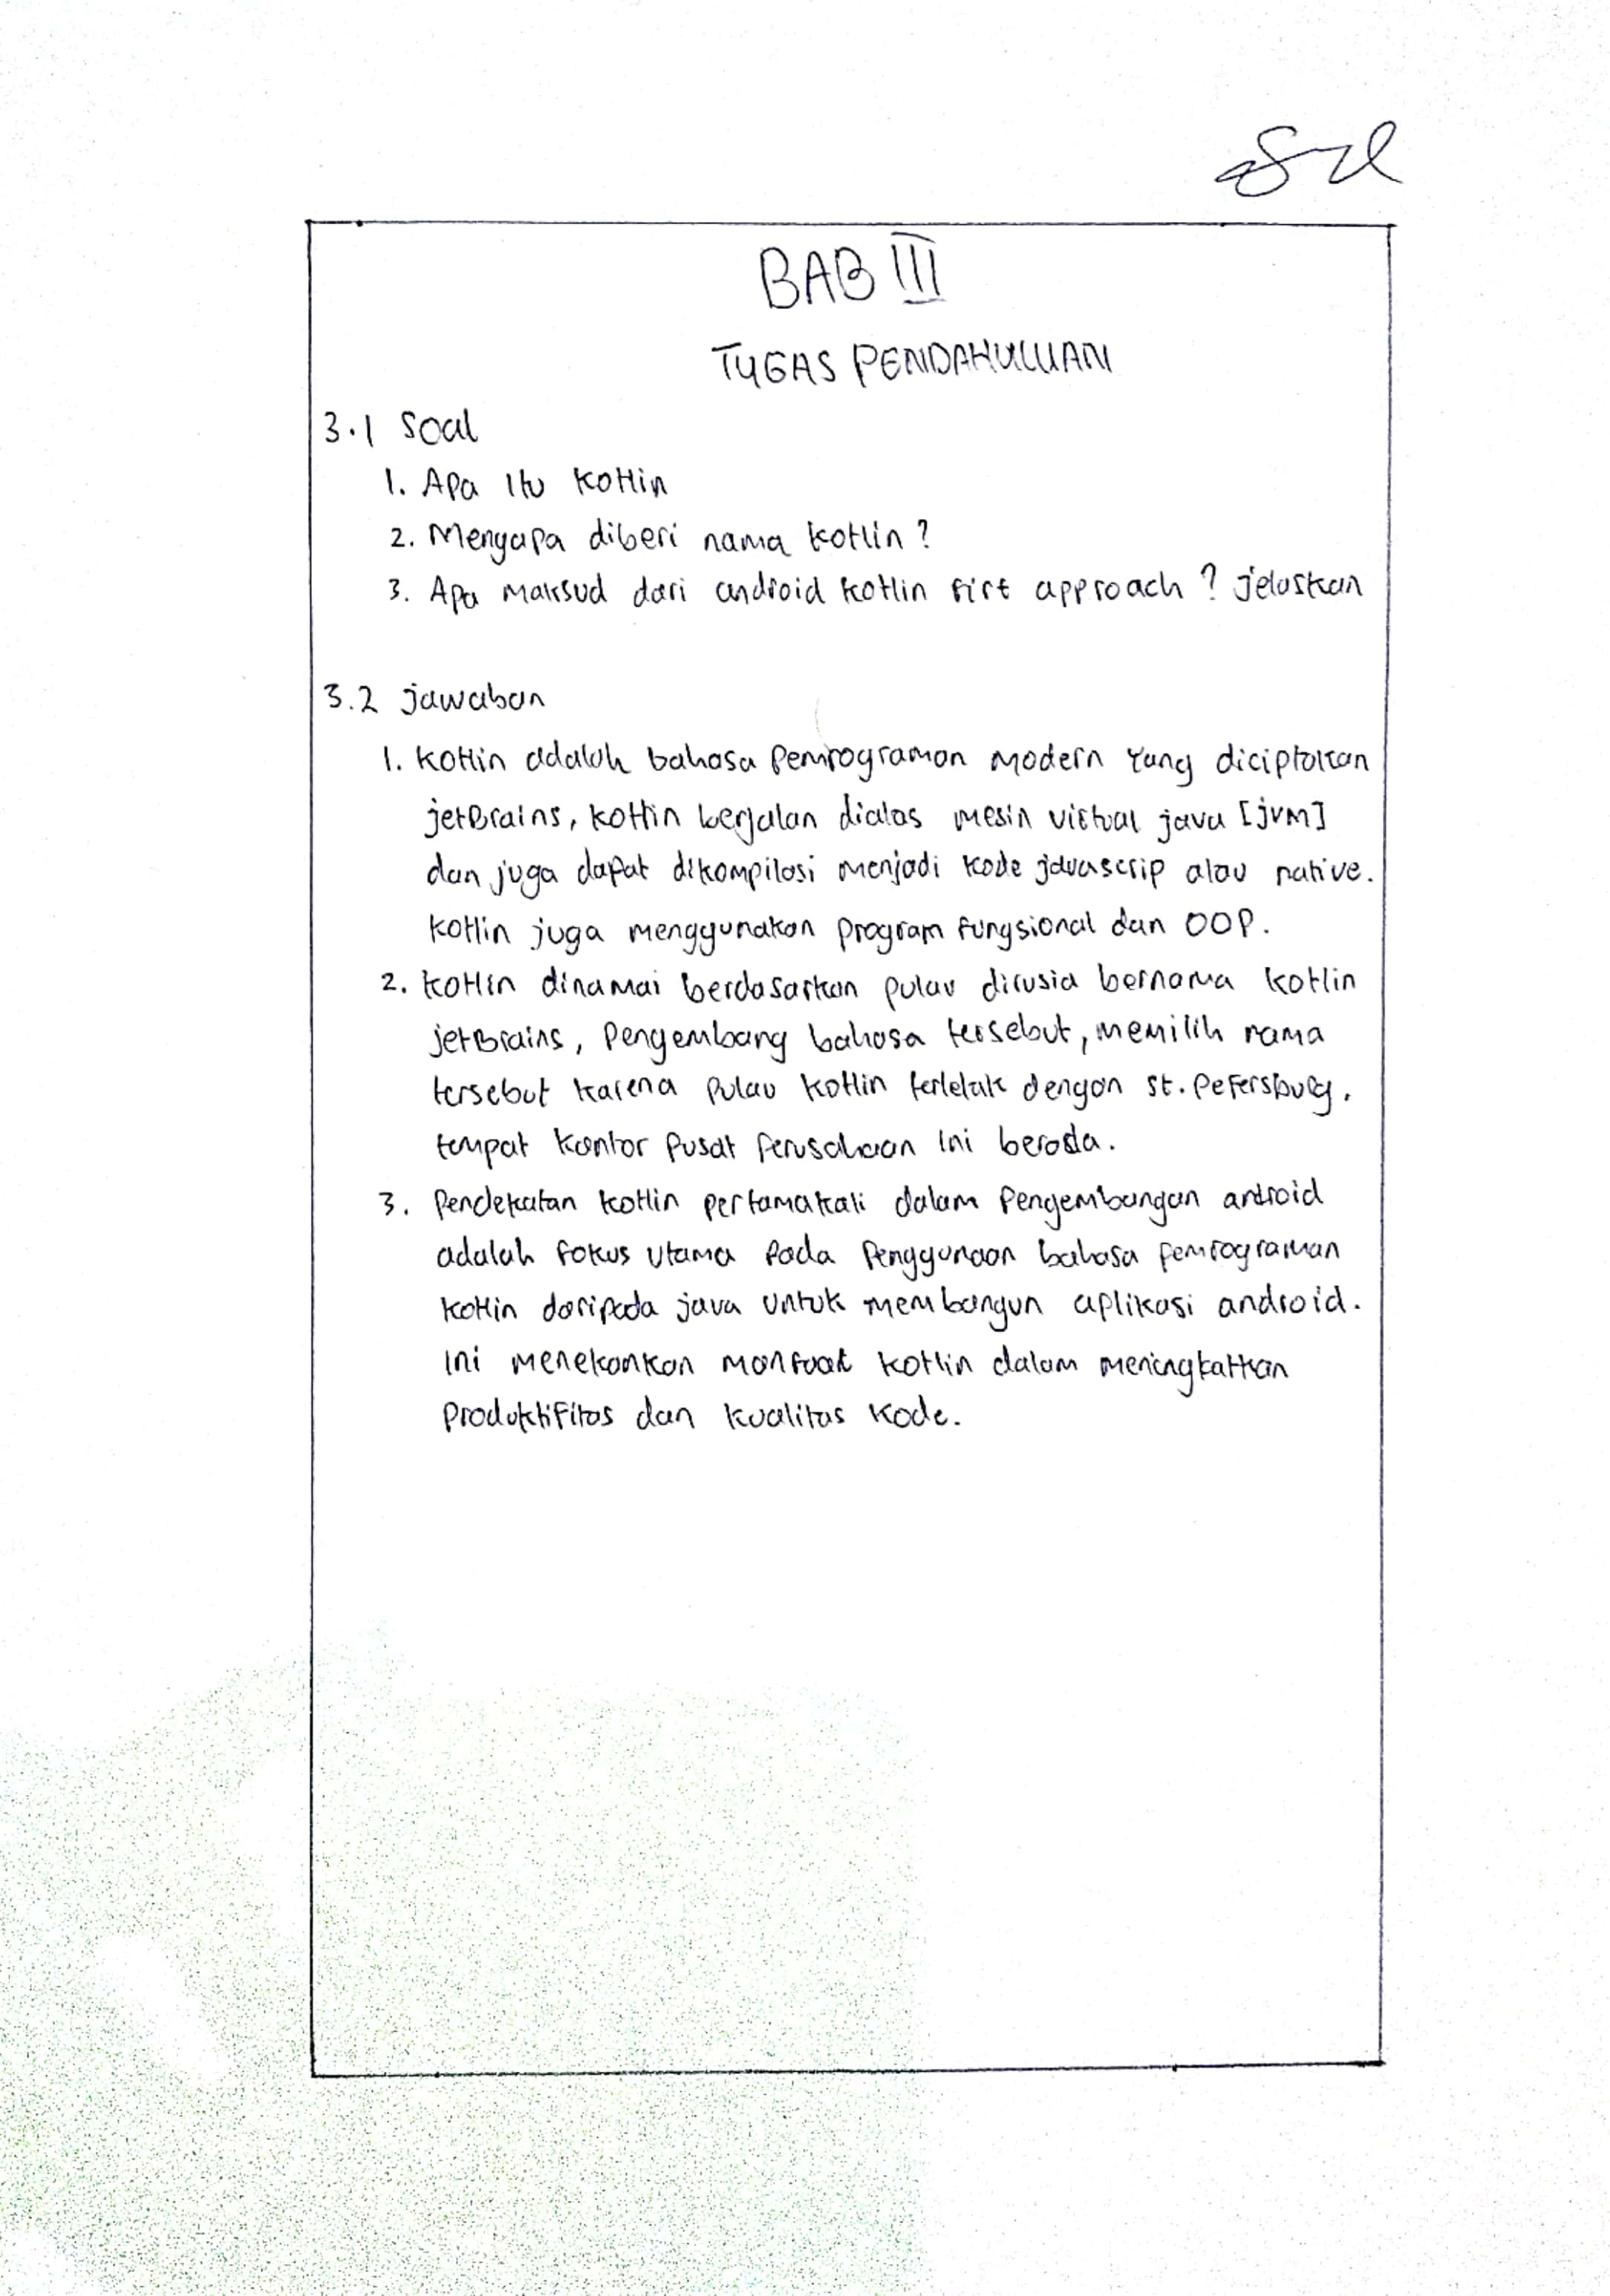 BAB III
TUGAS PENDAHULUAN
3.1 Soal
1. Apa itu Kotlin
2. Mengapa diberi nama Kotlin ?
3. Apa maksud dari android kotlin firt approach ? jelaskan
3.2 jawaban
1. Kotlin adalah bahasa Pemrograman modern yang diciptakan
jetBrains, kotlin berjalan diatas mesin virtual java [jvm]
dan juga dapat dikompilasi menjadi kode javascrip atau native.
kotlin juga menggunakan program fungsional dan OOP.
2. Kotlin dinamai berdasarkan pulau dirusia bernama kotlin
jetBrains, Pengembang bahasa tersebut, memilih nama
tersebut karena Pulau Kotlin terletak dengan st. Petersburg,
tempat kantor Pusat Perusahaan ini berada.
3. Pendekatan kotlin pertamakali dalam Pengembangan android
adalah fokus utama Pada Penggunaan bahasa Pemrograman
Kotlin daripada java untuk membangun aplikasi android.
Ini menekankan manfaat kotlin dalam meningkatkan
Produktifitas dan kualitas kode.